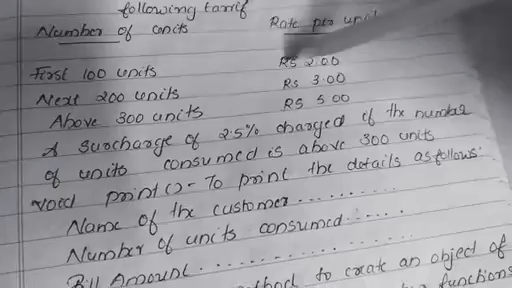 following tarrif
Number of units Rate per unit
First 100 units RS 2.00
Next 200 units Rs 3.00
Above 300 units RS 5 00
A surcharge of 2.5% charged if the number
of units consumed is above 300 units
void print() - To print the details as follows:
Name of the customer..........
Number of units consumed......
Bill Amount..................
to create an object of
functions